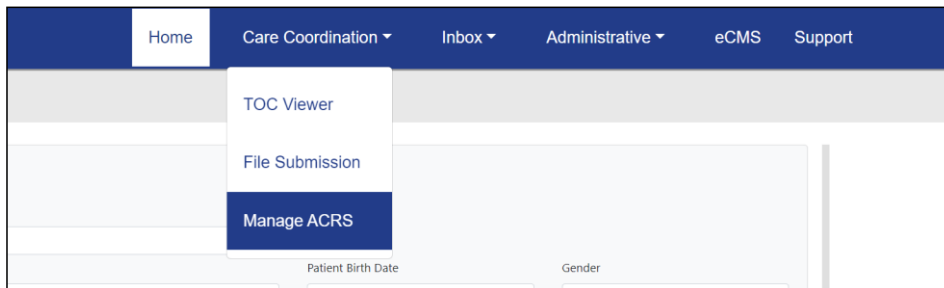 Home Care Coordination Inbox Administrative eCMS Support
TOC Viewer
File Submission
Manage ACRS
Patient Birth Date Gender